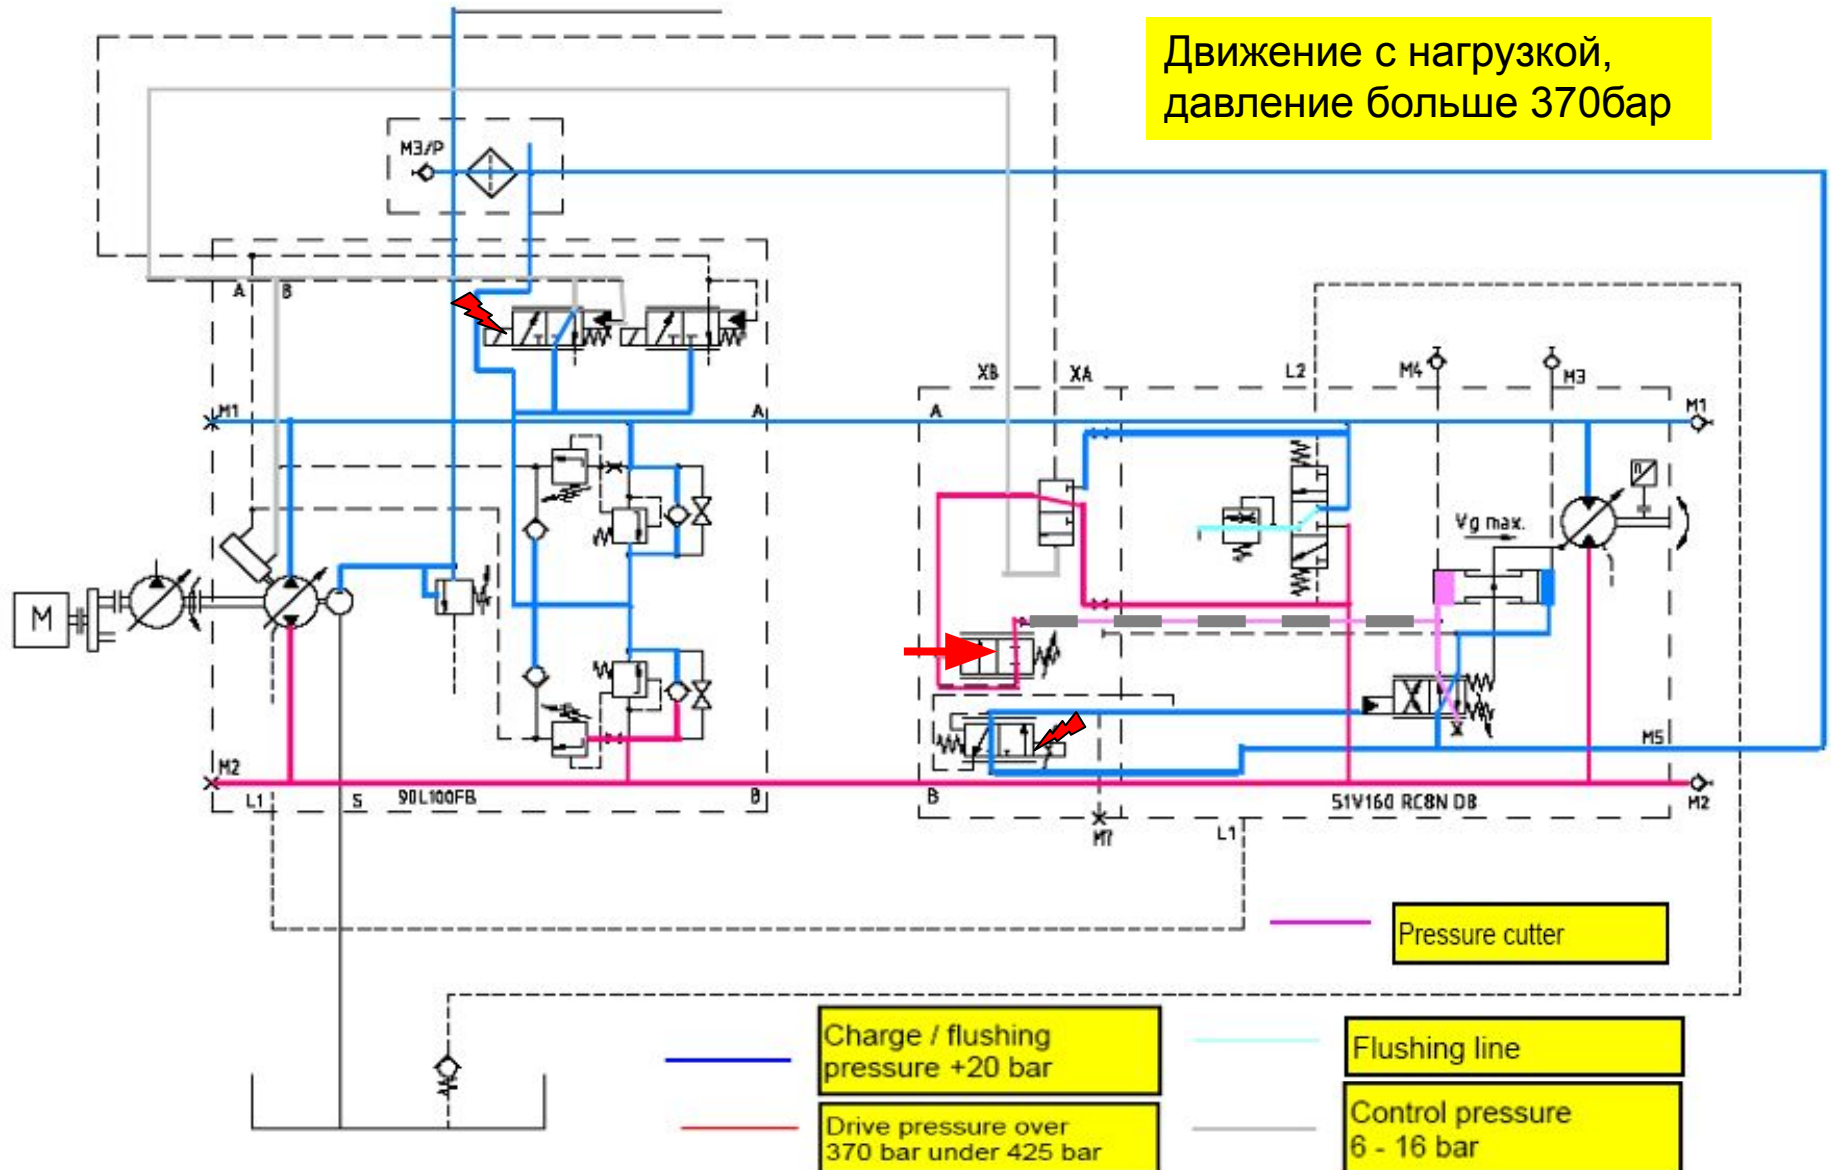 Движение с нагрузкой,
давление больше 370бар
M3/P
A
B
XB
XA
L2
M4
M3
M1
A
A
M1
n
Vg max.
M
M5
M2
L1
S
90L100FB
B
B
51V160 RC8N D8
M2
M7
L1
Pressure cutter
Charge / flushing
pressure +20 bar
Flushing line
Drive pressure over
370 bar under 425 bar
Control pressure
6 - 16 bar